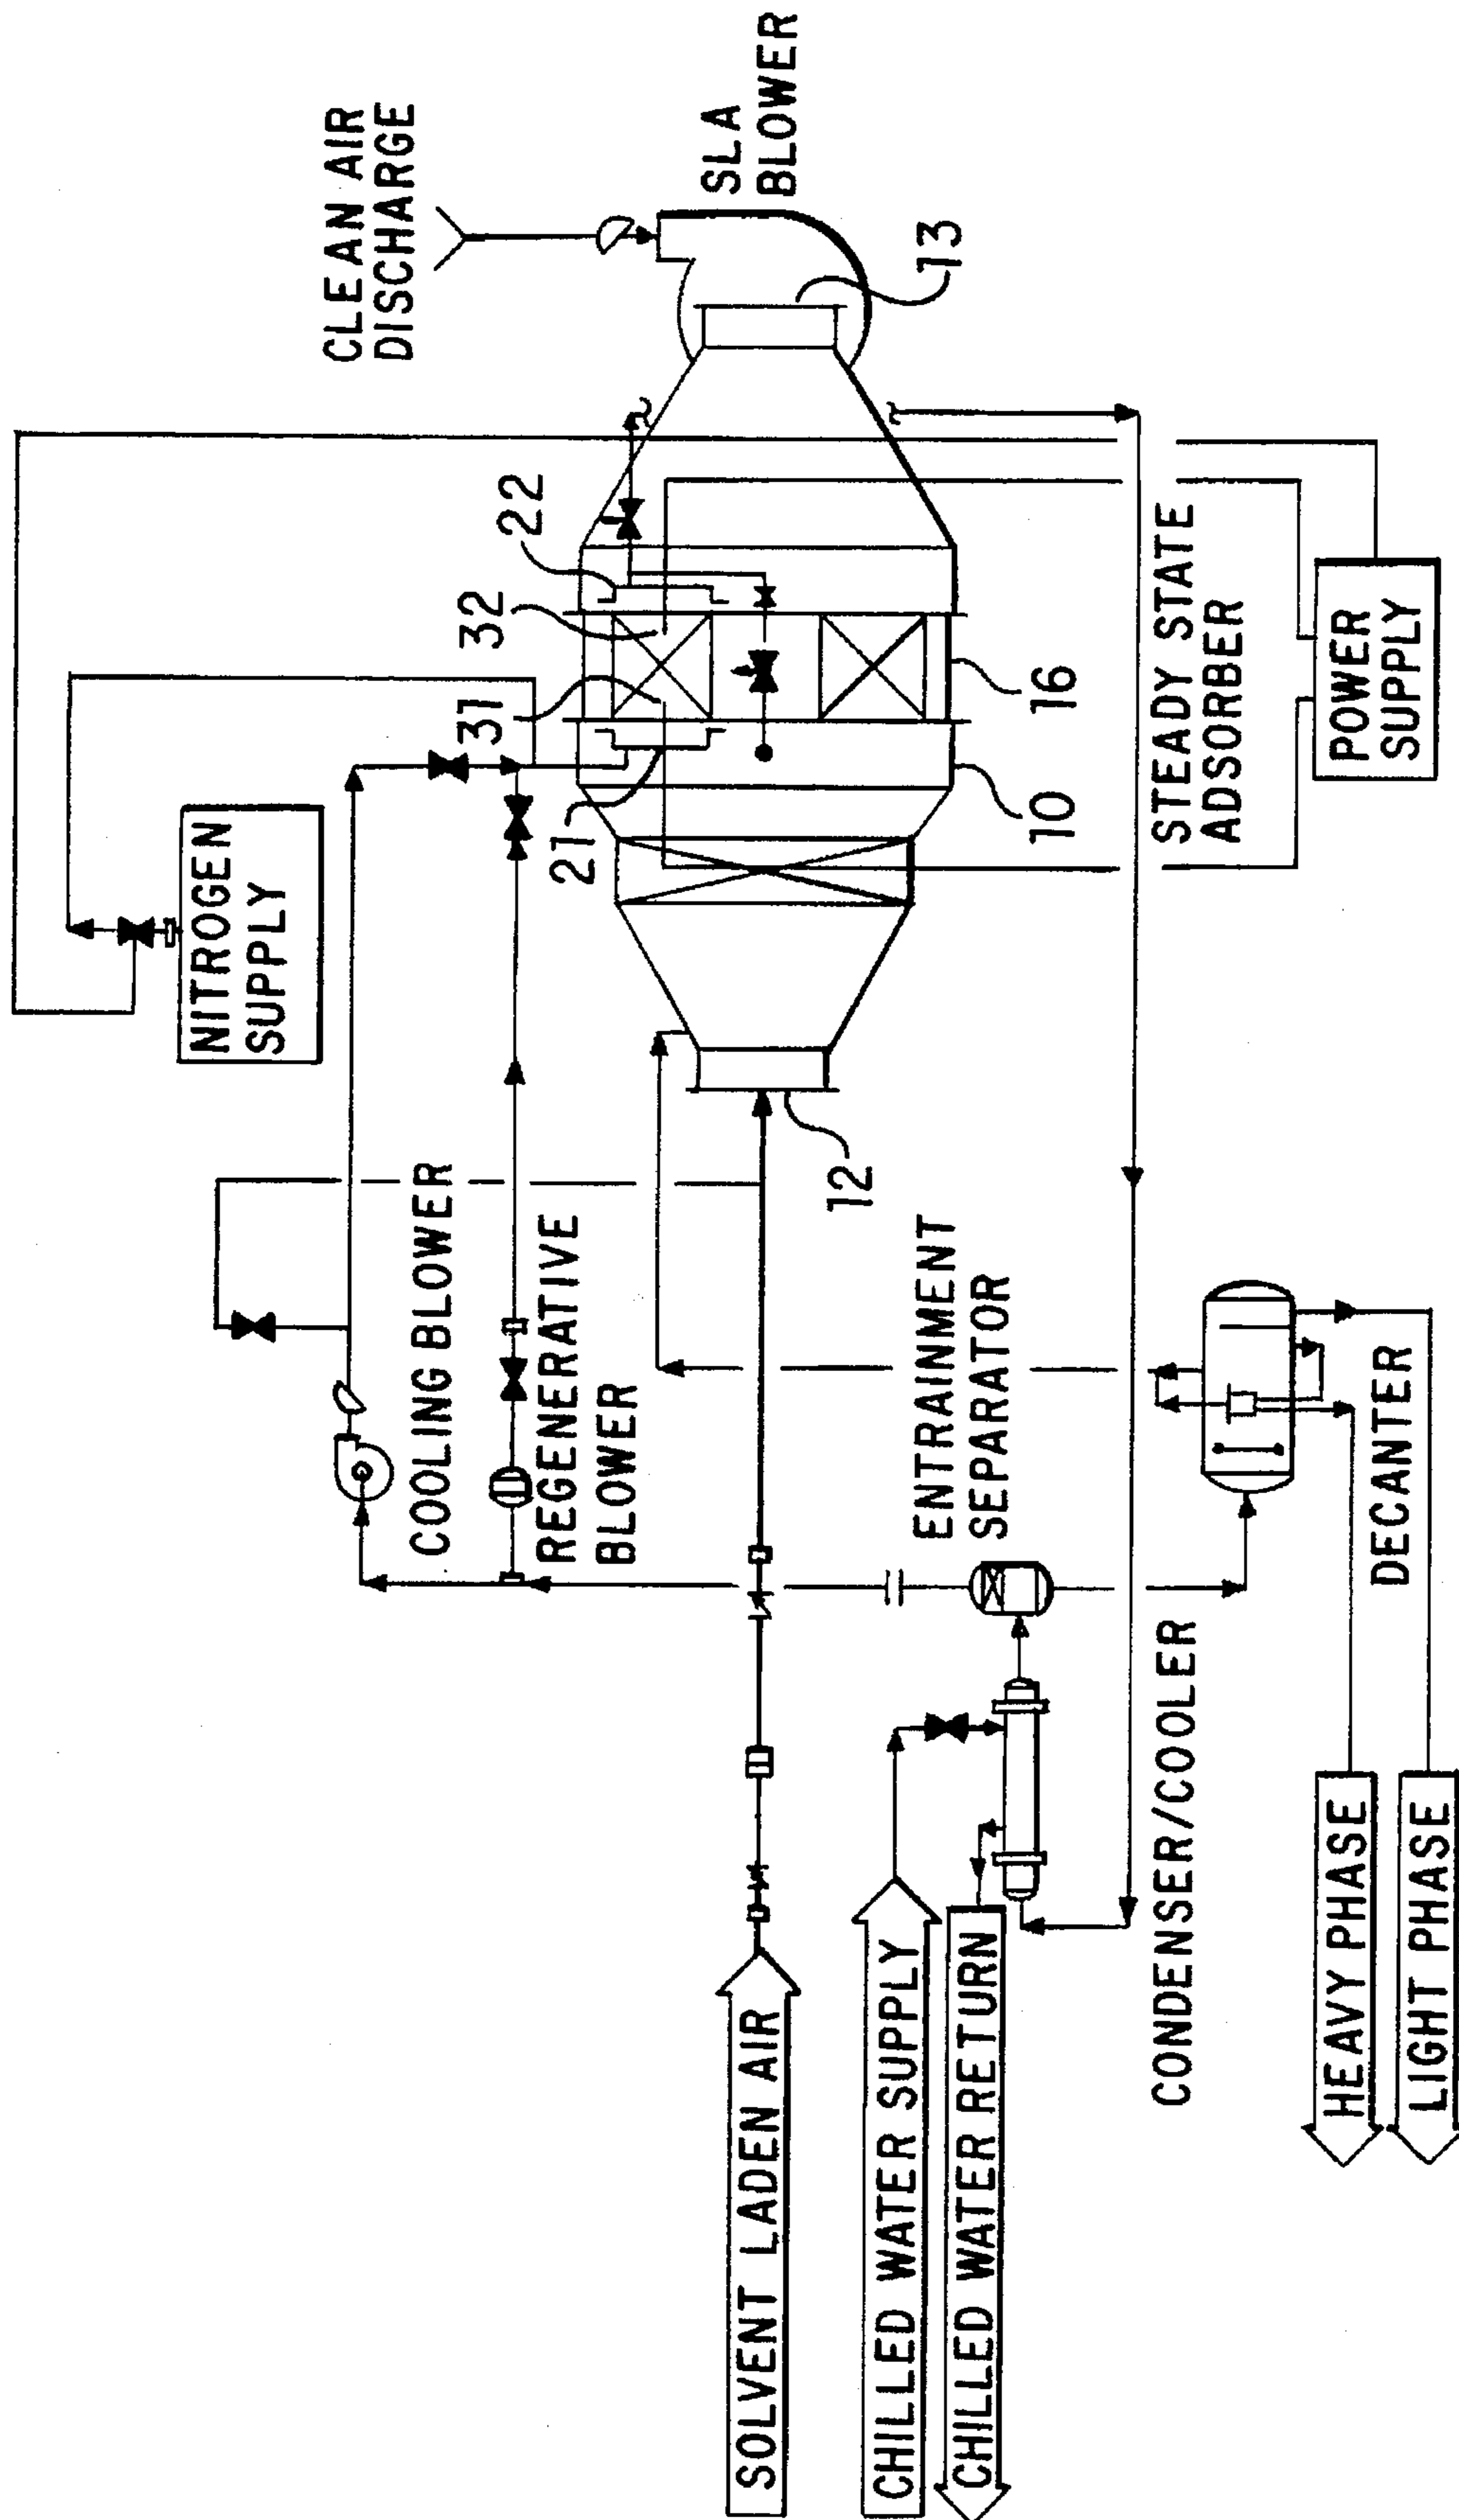 CLEAN AIR
DISCHARGE
SLA
BLOWER
NITROGEN
SUPPLY
22
32
31
21
13
16
10
12
COOLING BLOWER
REGENERATIVE
BLOWER
STEADY STATE
ADSORBER
POWER
SUPPLY
ENTRAINMENT
SEPARATOR
DECANTER
CONDENSER/COOLER
SOLVENT LADEN AIR
CHILLED WATER SUPPLY
CHILLED WATER RETURN
HEAVY PHASE
LIGHT PHASE